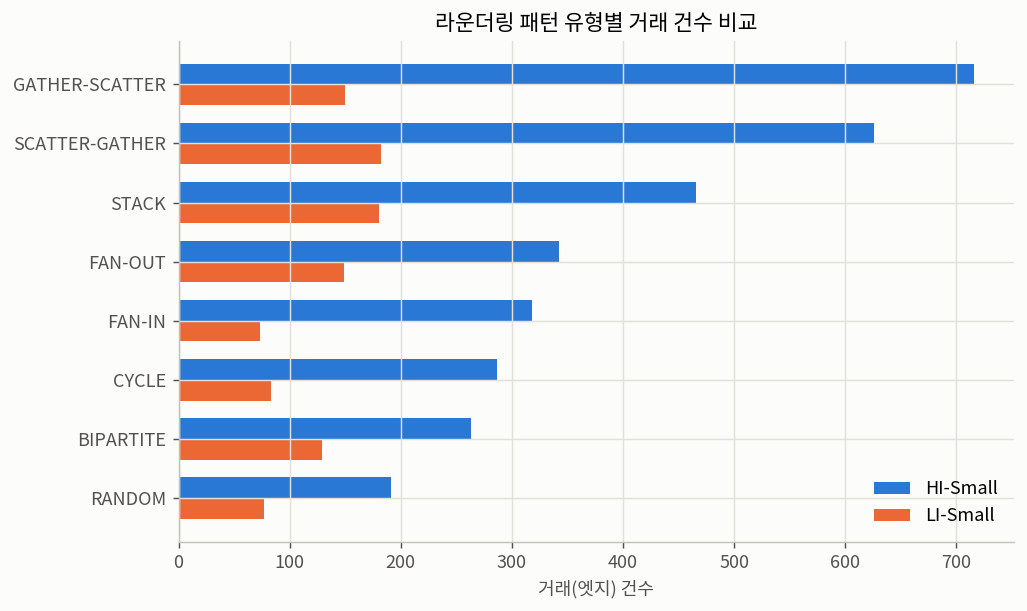 라운더링 패턴 유형별 거래 건수 비교
GATHER-SCATTER
SCATTER-GATHER
STACK
FAN-OUT
FAN-IN
CYCLE
BIPARTITE
RANDOM
HI-Small
LI-Small
0 100 200 300 400 500 600 700
거래(엣지) 건수